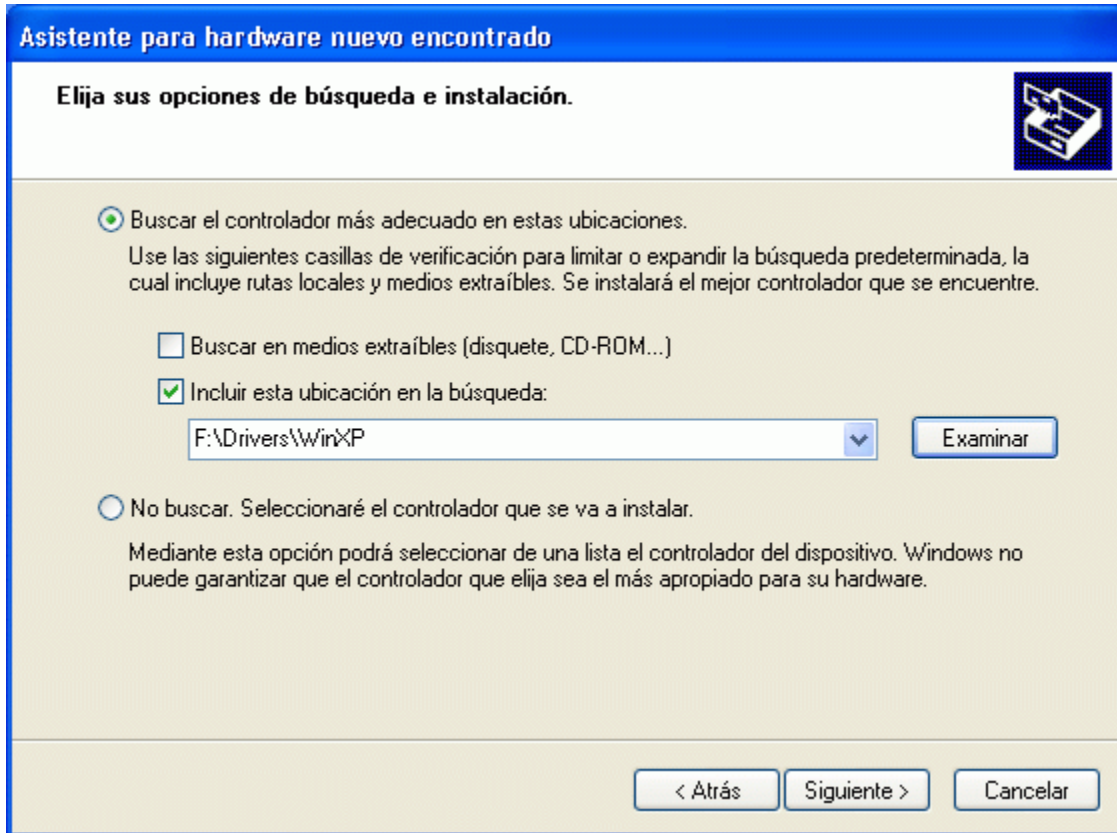 Asistente para hardware nuevo encontrado
Elija sus opciones de búsqueda e instalación.
Buscar el controlador más adecuado en estas ubicaciones.
Use las siguientes casillas de verificación para limitar o expandir la búsqueda predeterminada, la
cual incluye rutas locales y medios extraíbles. Se instalará el mejor controlador que se encuentre.
Buscar en medios extraíbles (disquete, CD-ROM...)
Incluir esta ubicación en la búsqueda:
F:\Drivers\WinXP
Examinar
No buscar. Seleccionaré el controlador que se va a instalar.
Mediante esta opción podrá seleccionar de una lista el controlador del dispositivo. Windows no
puede garantizar que el controlador que elija sea el más apropiado para su hardware.
< Atrás
Siguiente >
Cancelar